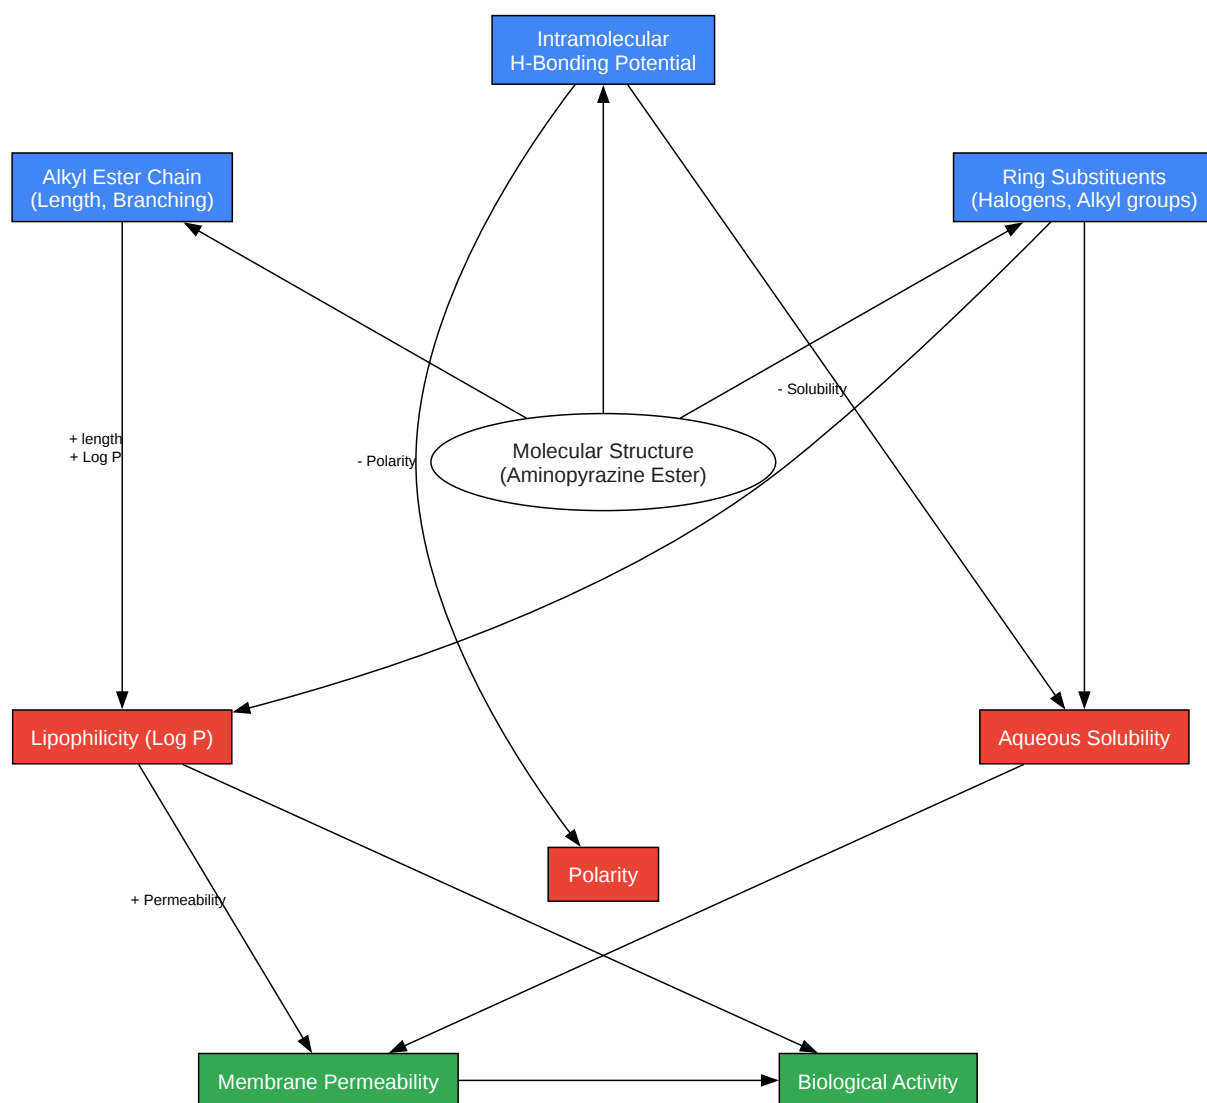 Intramolecular
H-Bonding Potential
Alkyl Ester Chain
(Length, Branching)
Ring Substituents
(Halogens, Alkyl groups)
- Solubility
+ length
+ Log P
- Polarity
Molecular Structure
(Aminopyrazine Ester)
Lipophilicity (Log P)
Aqueous Solubility
Polarity
+ Permeability
Membrane Permeability
Biological Activity